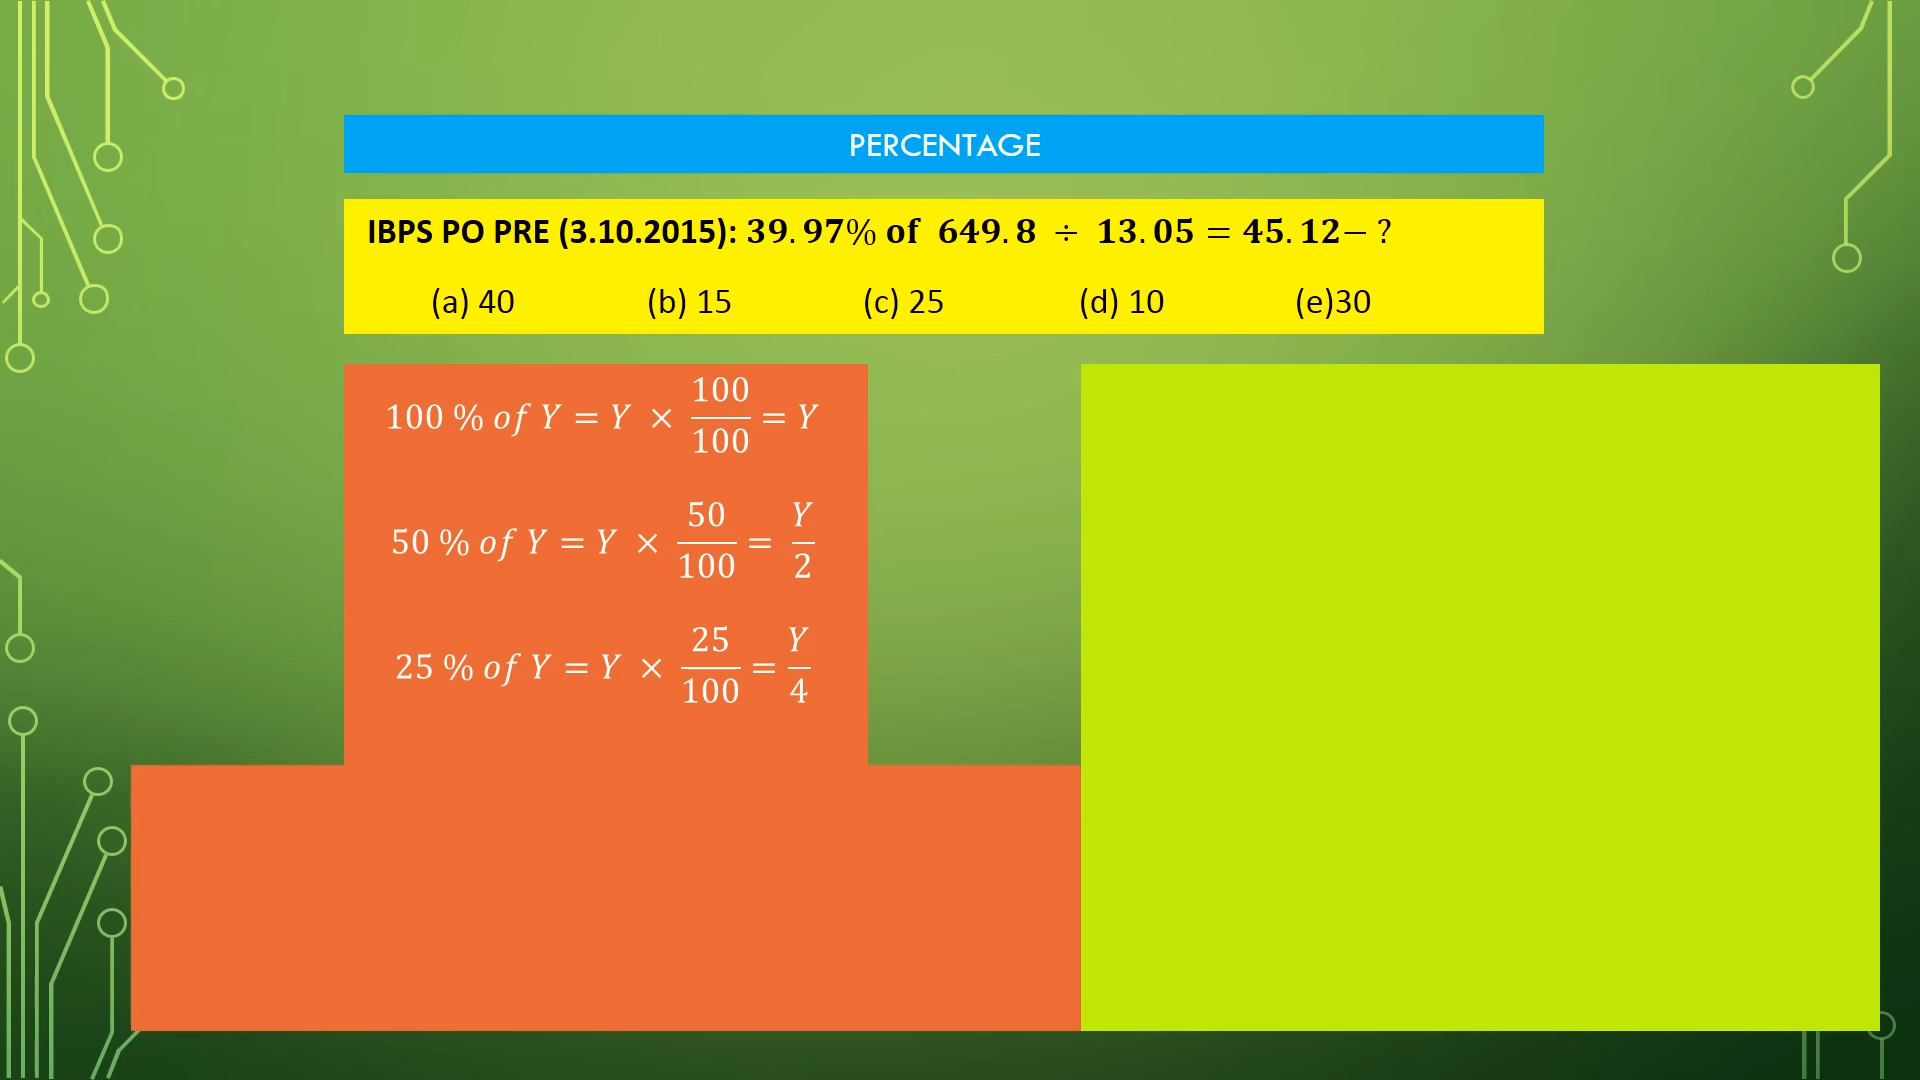 PERCENTAGE
IBPS PO PRE (3.10.2015): 39.97% of 649.8 ÷ 13.05 = 45.12− ?
(a) 40 (b) 15 (c) 25 (d) 10 (e)30
100 % of Y = Y × 100/100 = Y
50 % of Y = Y × 50/100 = Y/2
25 % of Y = Y × 25/100 = Y/4